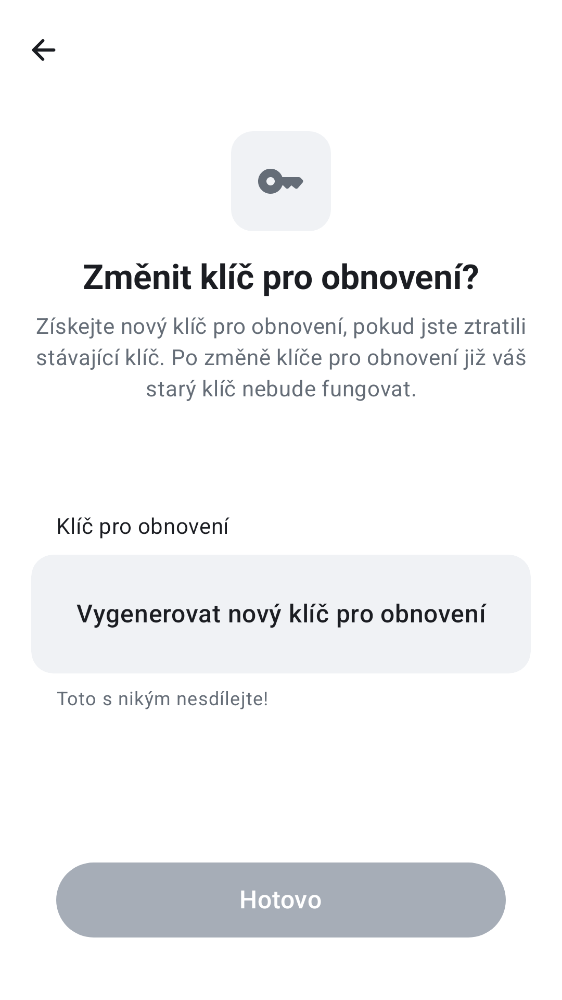 Změnit klíč pro obnovení?
Získejte nový klíč pro obnovení, pokud jste ztratili
stávající klíč. Po změně klíče pro obnovení již váš
starý klíč nebude fungovat.
Klíč pro obnovení
Vygenerovat nový klíč pro obnovení
Toto s nikým nesdílejte!
Hotovo